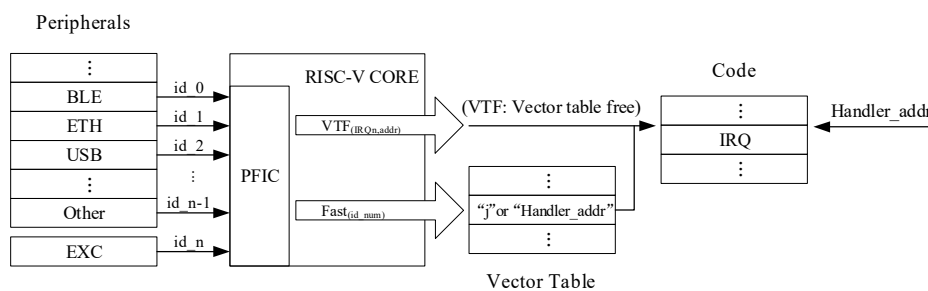 Peripherals
⋮
BLE
ETH
USB
⋮
Other
EXC
id_0
id_1
id_2
⋮
id_n-1
id_n
RISC-V CORE
PFIC
VTF(IRQn,addr)
Fast(id_num)
(VTF: Vector table free)
⋮
“j”or “Handler_addr”
⋮
Vector Table
Code
⋮
IRQ
⋮
Handler_addr